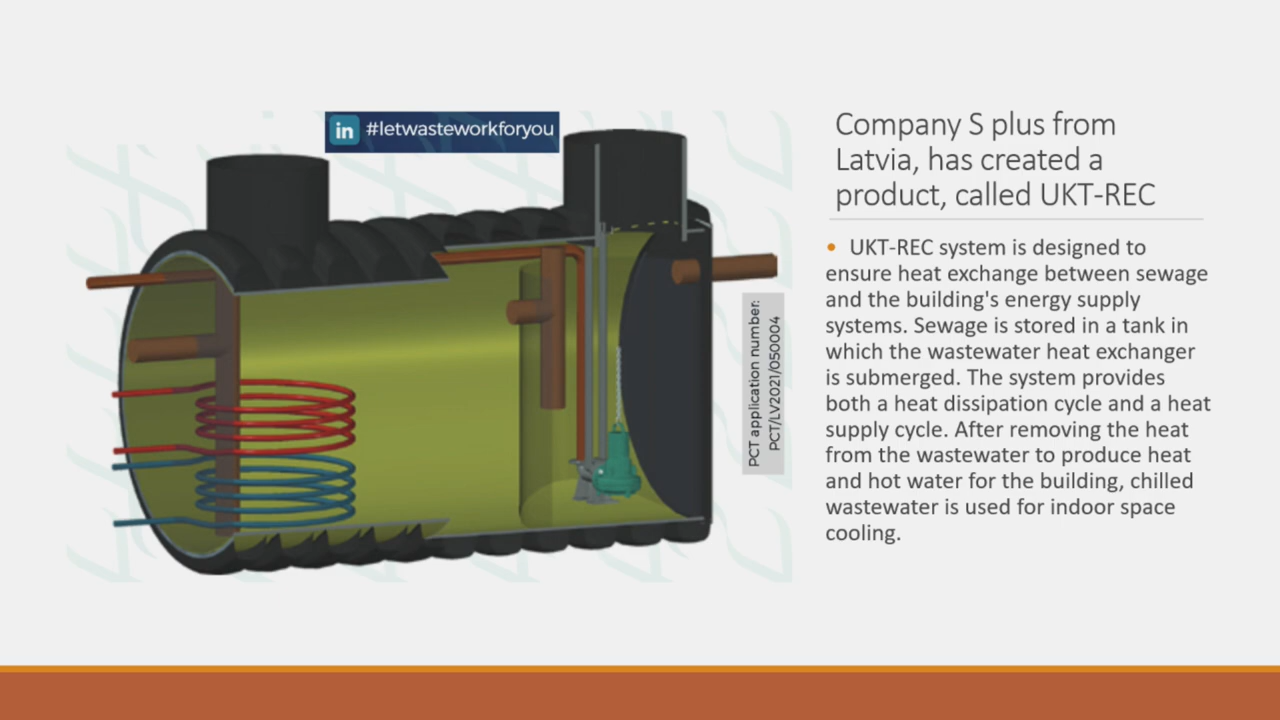 in #letwasteworkforyou
Company S plus from
Latvia, has created a
product, called UKT-REC
• UKT-REC system is designed to
ensure heat exchange between sewage
and the building's energy supply
systems. Sewage is stored in a tank in
which the wastewater heat exchanger
is submerged. The system provides
both a heat dissipation cycle and a heat
supply cycle. After removing the heat
from the wastewater to produce heat
and hot water for the building, chilled
wastewater is used for indoor space
cooling.
PCT application number:
PCT/LV2021/050004